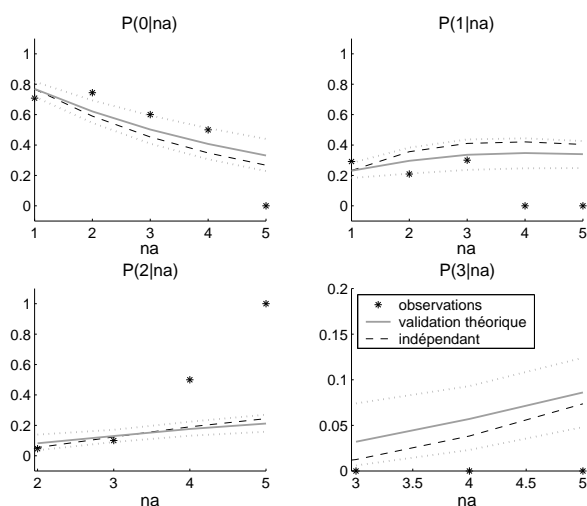 P(0|na)
1
0.8
0.6
0.4
0.2
0
1 2 3 4 5
na
P(1|na)
1
0.8
0.6
0.4
0.2
0
1 2 3 4 5
na
P(2|na)
1
0.8
0.6
0.4
0.2
0
2 3 4 5
na
P(3|na)
0.2
0.15
0.1
0.05
0
3 3.5 4 4.5 5
na
observations
validation théorique
indépendant